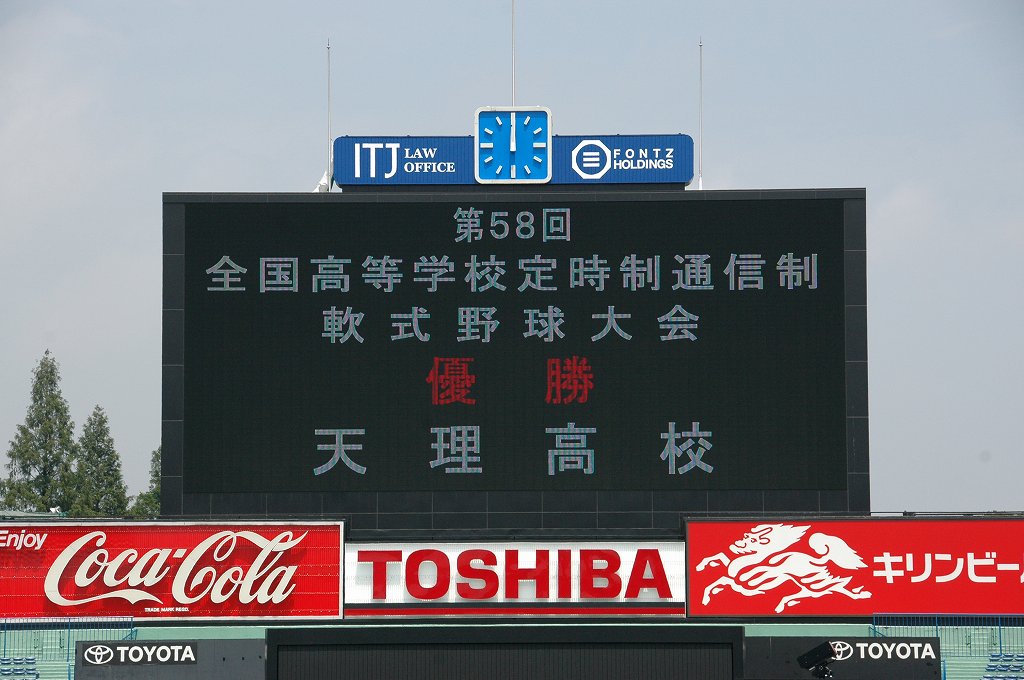 ITJ LAW OFFICE
FONTZ HOLDINGS
第58回
全国高等学校定時制通信制
軟式野球大会
優勝
天理高校
Enjoy
Coca-Cola
TRADE MARK REGD.
TOSHIBA
キリンビー
TOYOTA
TOYOTA